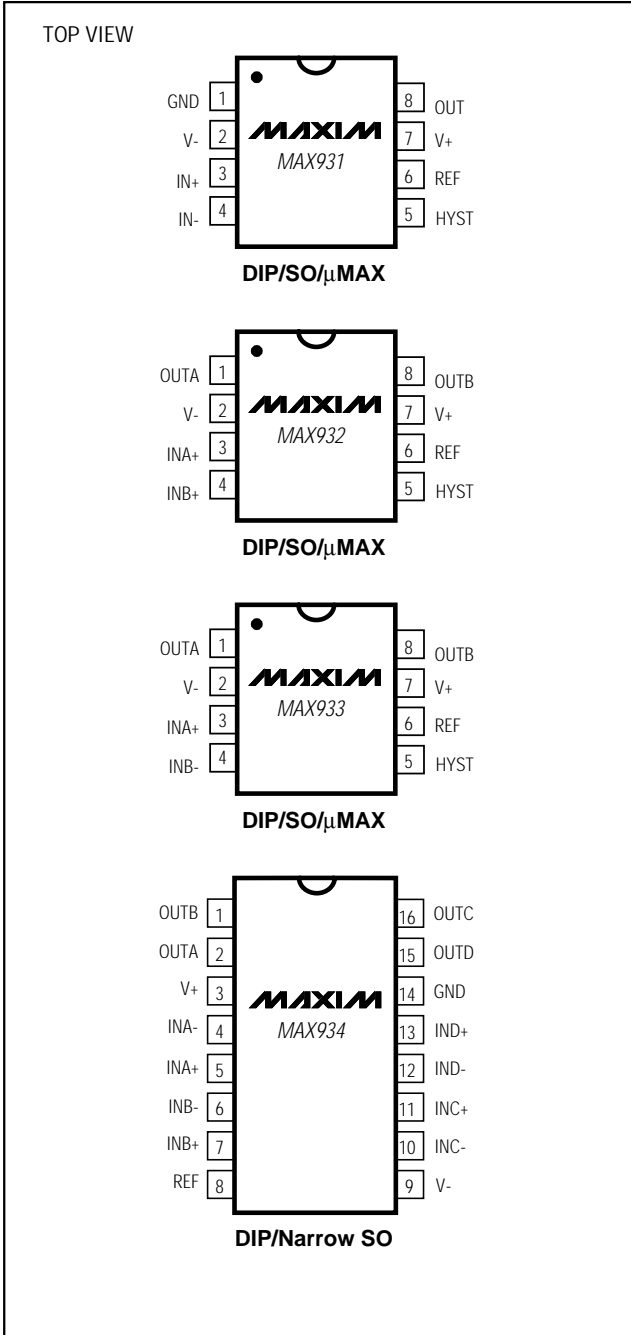 TOP VIEW
GND 1 8 OUT
V- 2 MAXIM 7 V+
MAX931
IN+ 3 6 REF
IN- 4 5 HYST
DIP/SO/μMAX
OUTA 1 8 OUTB
V- 2 MAXIM 7 V+
MAX932
INA+ 3 6 REF
INB+ 4 5 HYST
DIP/SO/μMAX
OUTA 1 8 OUTB
V- 2 MAXIM 7 V+
MAX933
INA+ 3 6 REF
INB- 4 5 HYST
DIP/SO/μMAX
OUTB 1 16 OUTC
OUTA 2 15 OUTD
V+ 3 MAXIM 14 GND
INA- 4 MAX934 13 IND+
INA+ 5 12 IND-
INB- 6 11 INC+
INB+ 7 10 INC-
REF 8 9 V-
DIP/Narrow SO